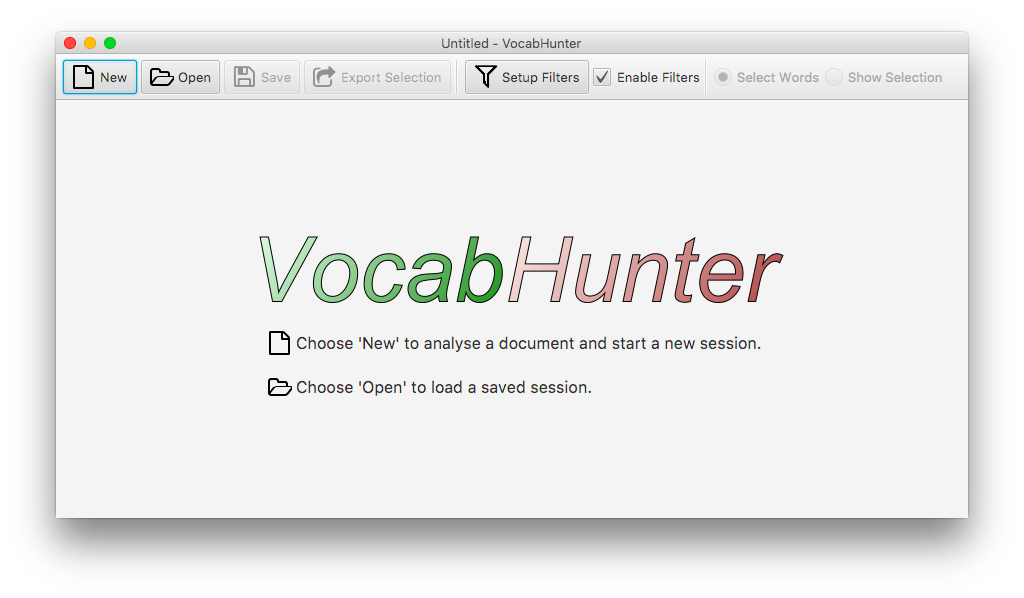 Untitled - VocabHunter
New Open Save Export Selection Setup Filters Enable Filters Select Words Show Selection
VocabHunter
Choose 'New' to analyse a document and start a new session.
Choose 'Open' to load a saved session.